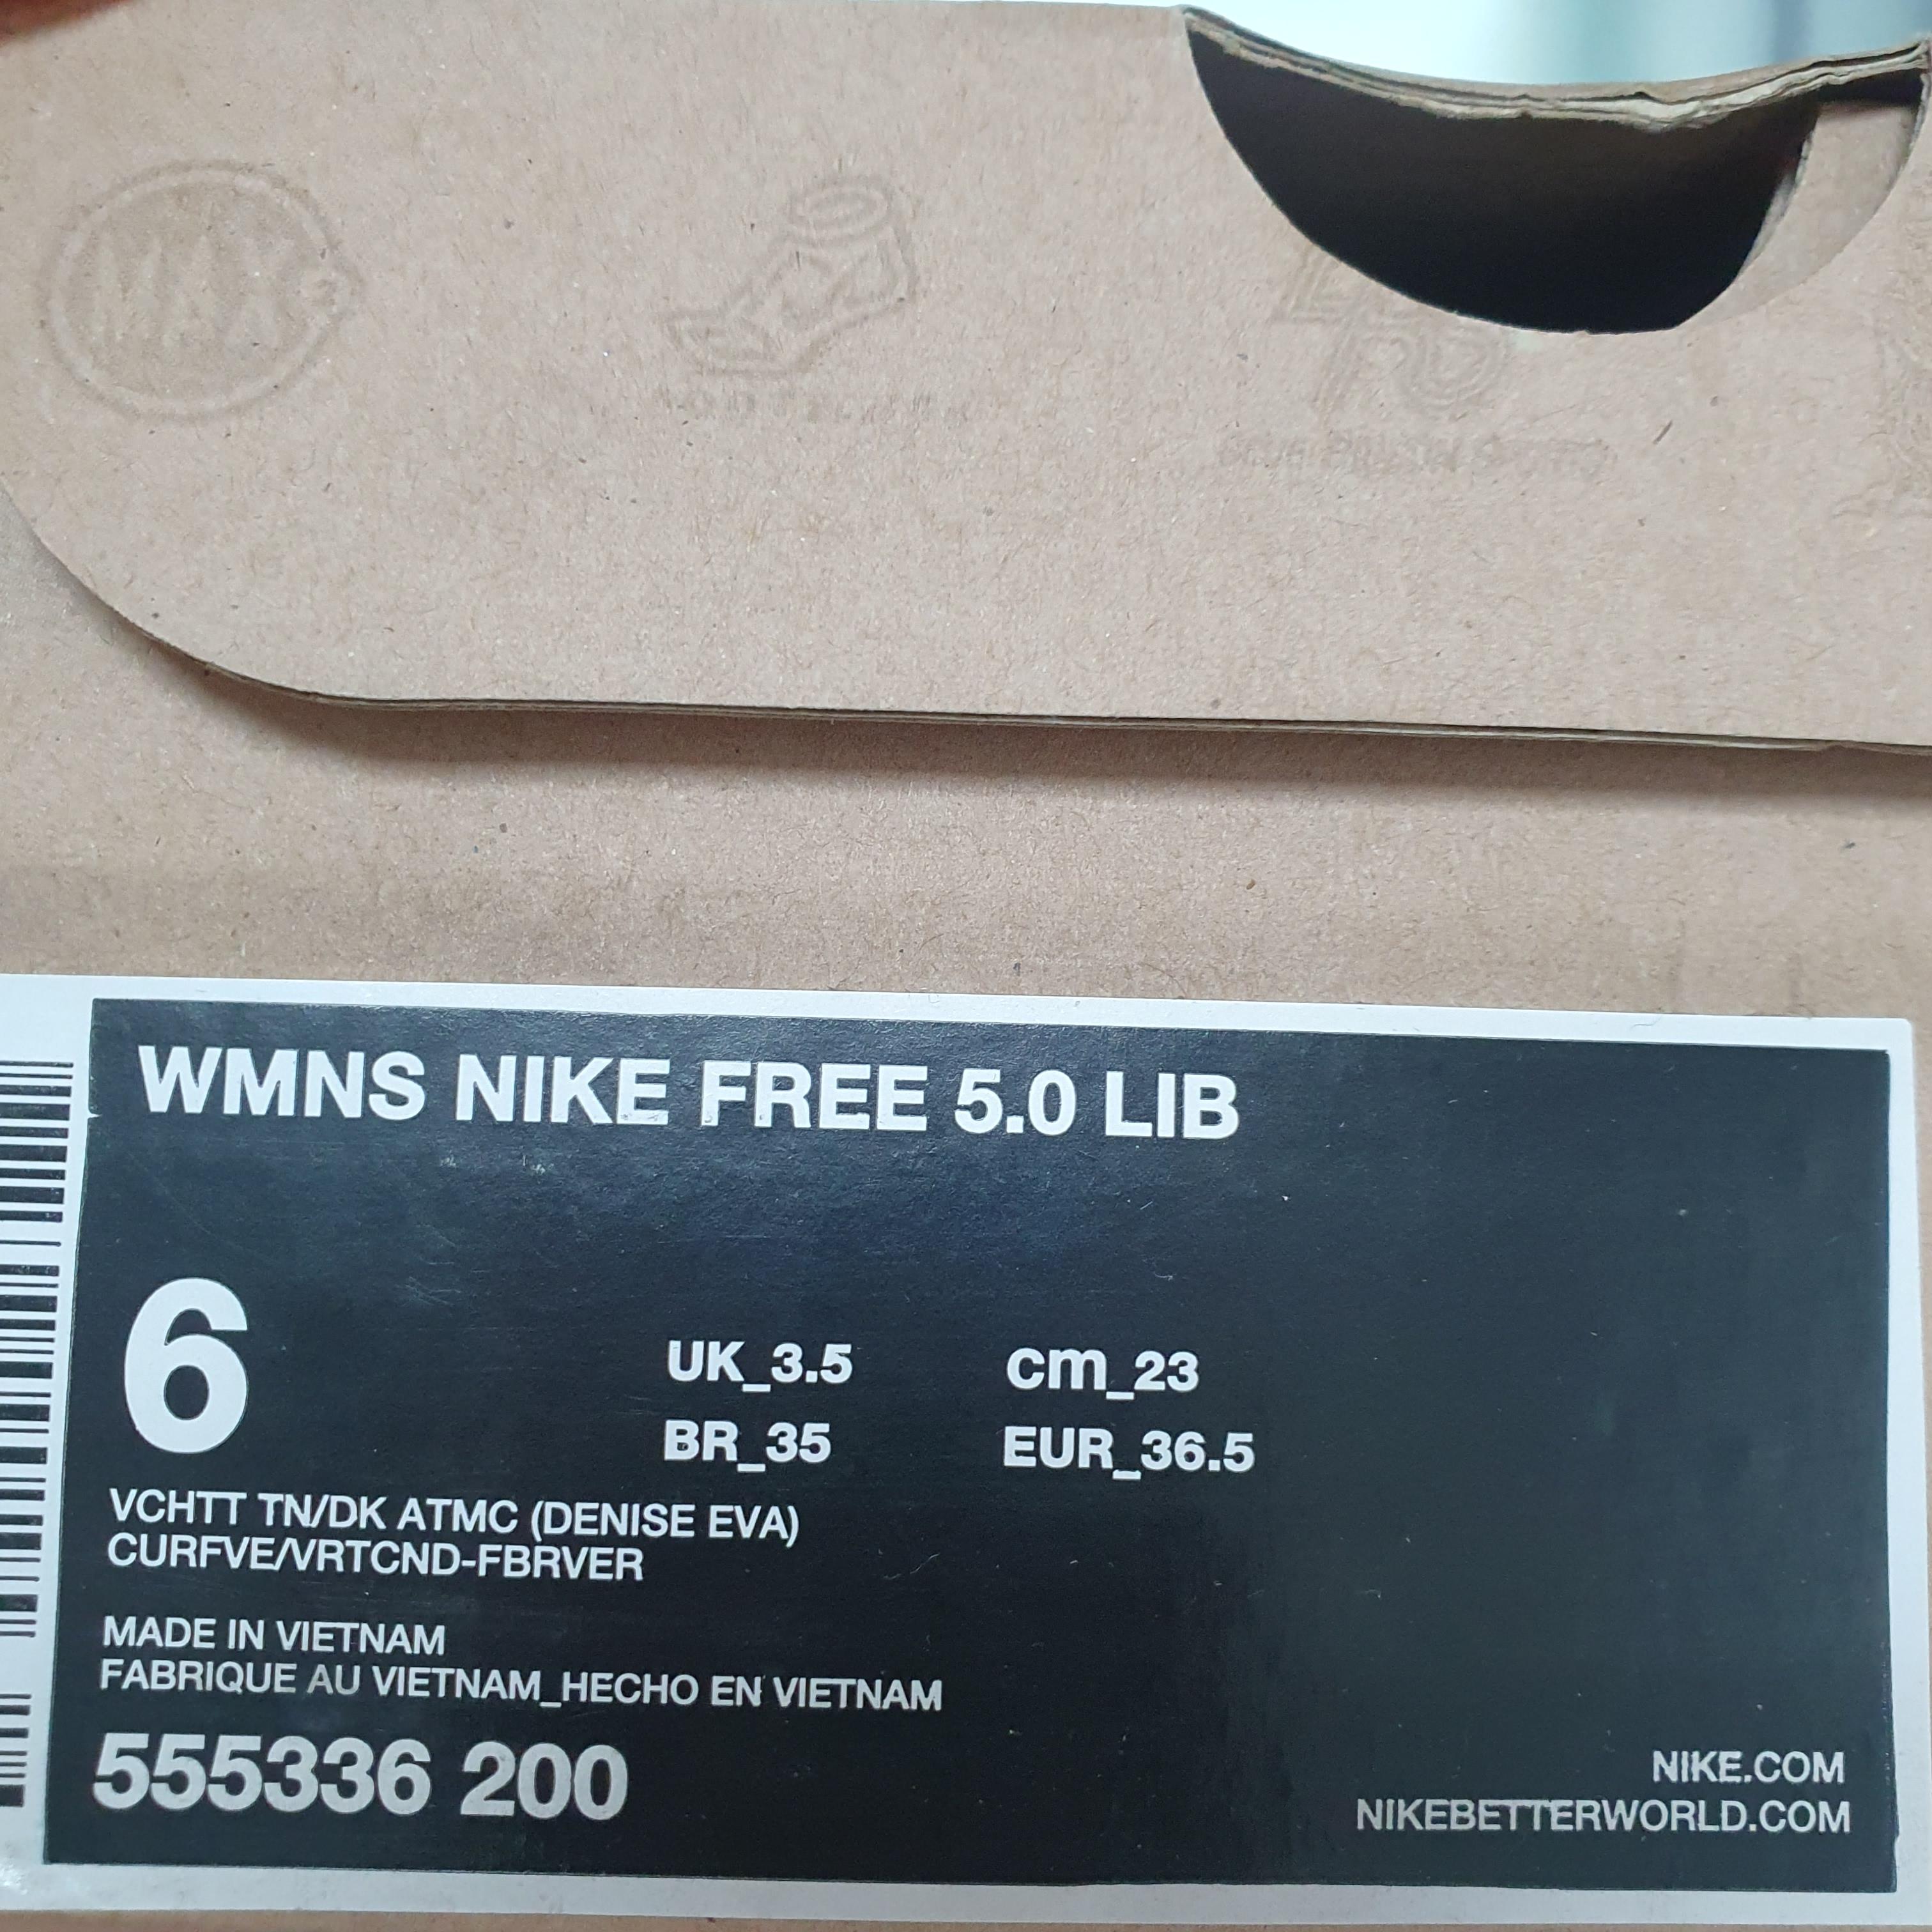 MAX
WMNS NIKE FREE 5.0 LIB
6
UK_3.5 cm_23
BR_35 EUR_36.5
VCHTT TN/DK ATMC (DENISE EVA)
CURFVE/VRTCND-FBRVER
MADE IN VIETNAM
FABRIQUE AU VIETNAM_HECHO EN VIETNAM
555336 200
NIKE.COM
NIKEBETTERWORLD.COM